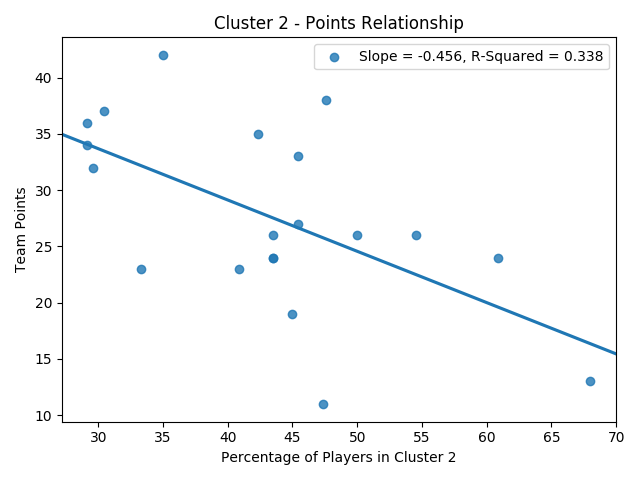 Cluster 2 - Points Relationship
Slope = -0.456, R-Squared = 0.338
Team Points
40
35
30
25
20
15
10
30 35 40 45 50 55 60 65 70
Percentage of Players in Cluster 2